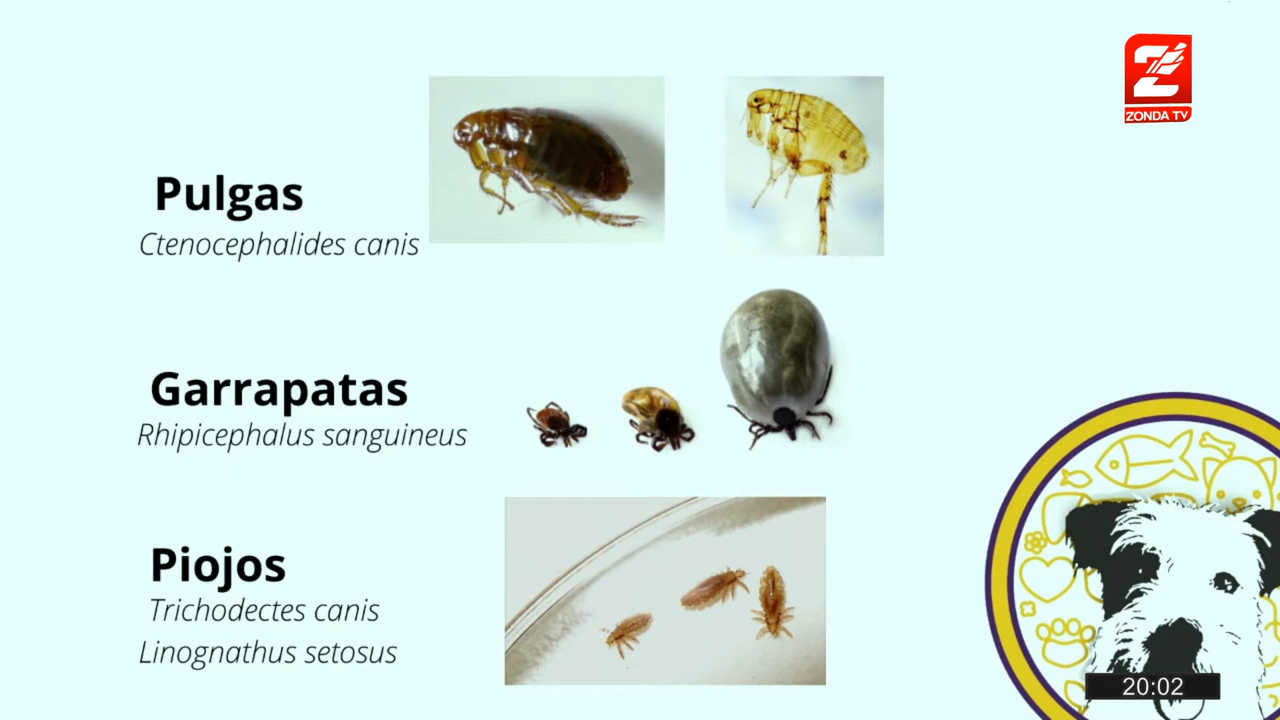 ZONDA TV
Pulgas
Ctenocephalides canis
Garrapatas
Rhipicephalus sanguineus
Piojos
Trichodectes canis
Linognathus setosus
20:02